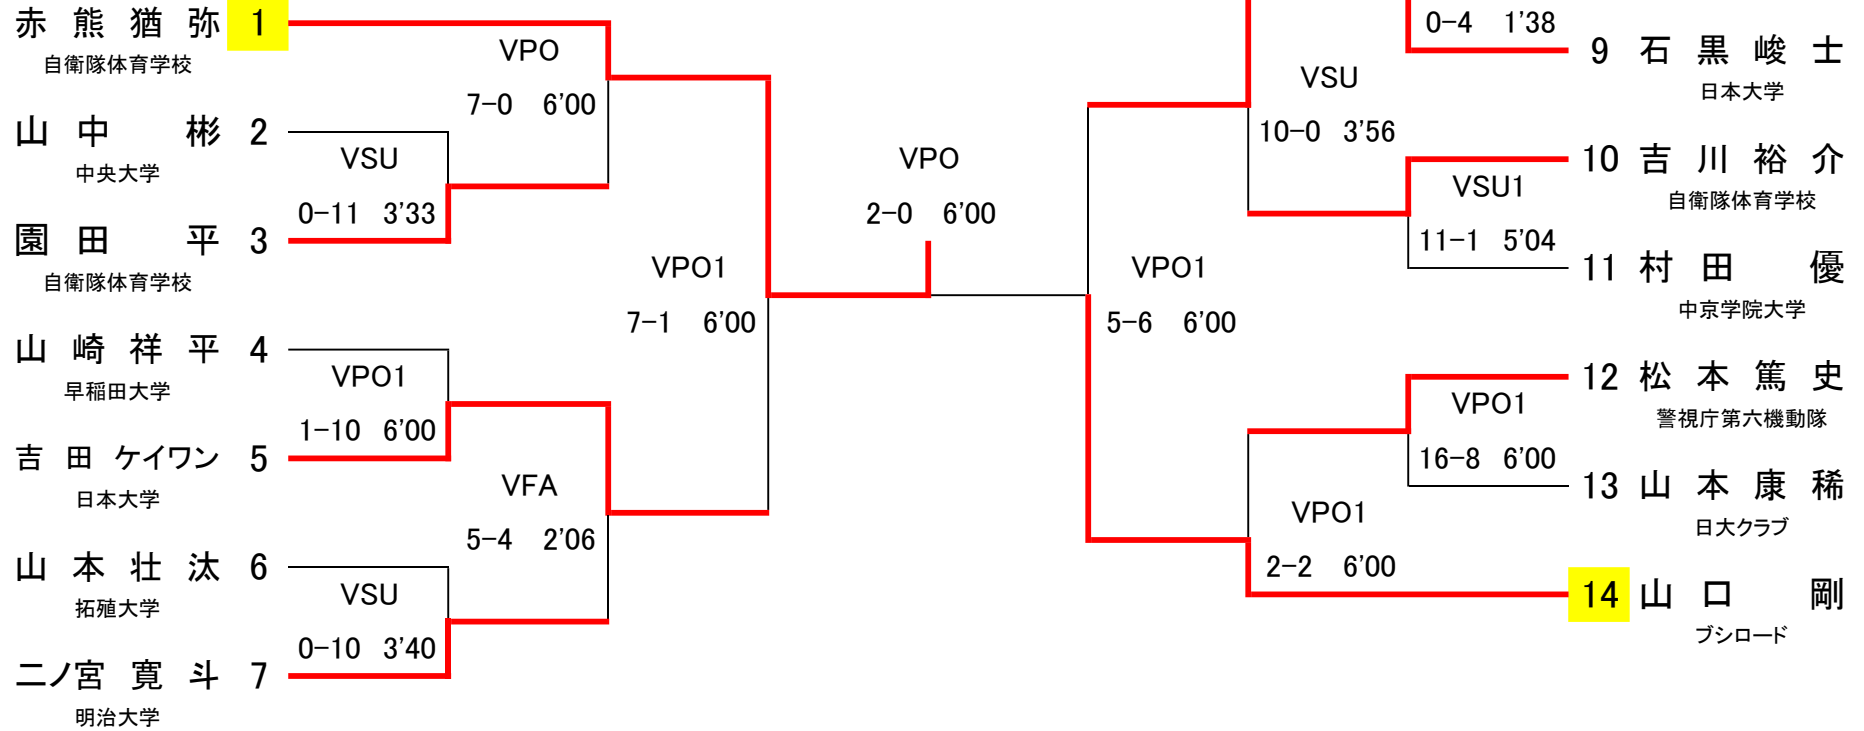 赤熊猶弥 1
自衛隊体育学校
VPO
7-0 6'00
山中 彬 2
中央大学
VSU
0-11 3'33
園田 平 3
自衛隊体育学校
VPO1
7-1 6'00
山崎祥平 4
早稲田大学
VPO1
1-10 6'00
吉田ケイワン 5
日本大学
VFA
5-4 2'06
山本壮汰 6
拓殖大学
VSU
0-10 3'40
二ノ宮寛斗 7
明治大学
VPO
2-0 6'00
0-4 1'38
9 石黒峻士
日本大学
VSU
10-0 3'56
10 吉川裕介
自衛隊体育学校
VSU1
11-1 5'04
11 村田 優
中京学院大学
VPO1
5-6 6'00
12 松本篤史
警視庁第六機動隊
VPO1
16-8 6'00
13 山本康稀
日大クラブ
VPO1
2-2 6'00
14 山口 剛
ブシロード